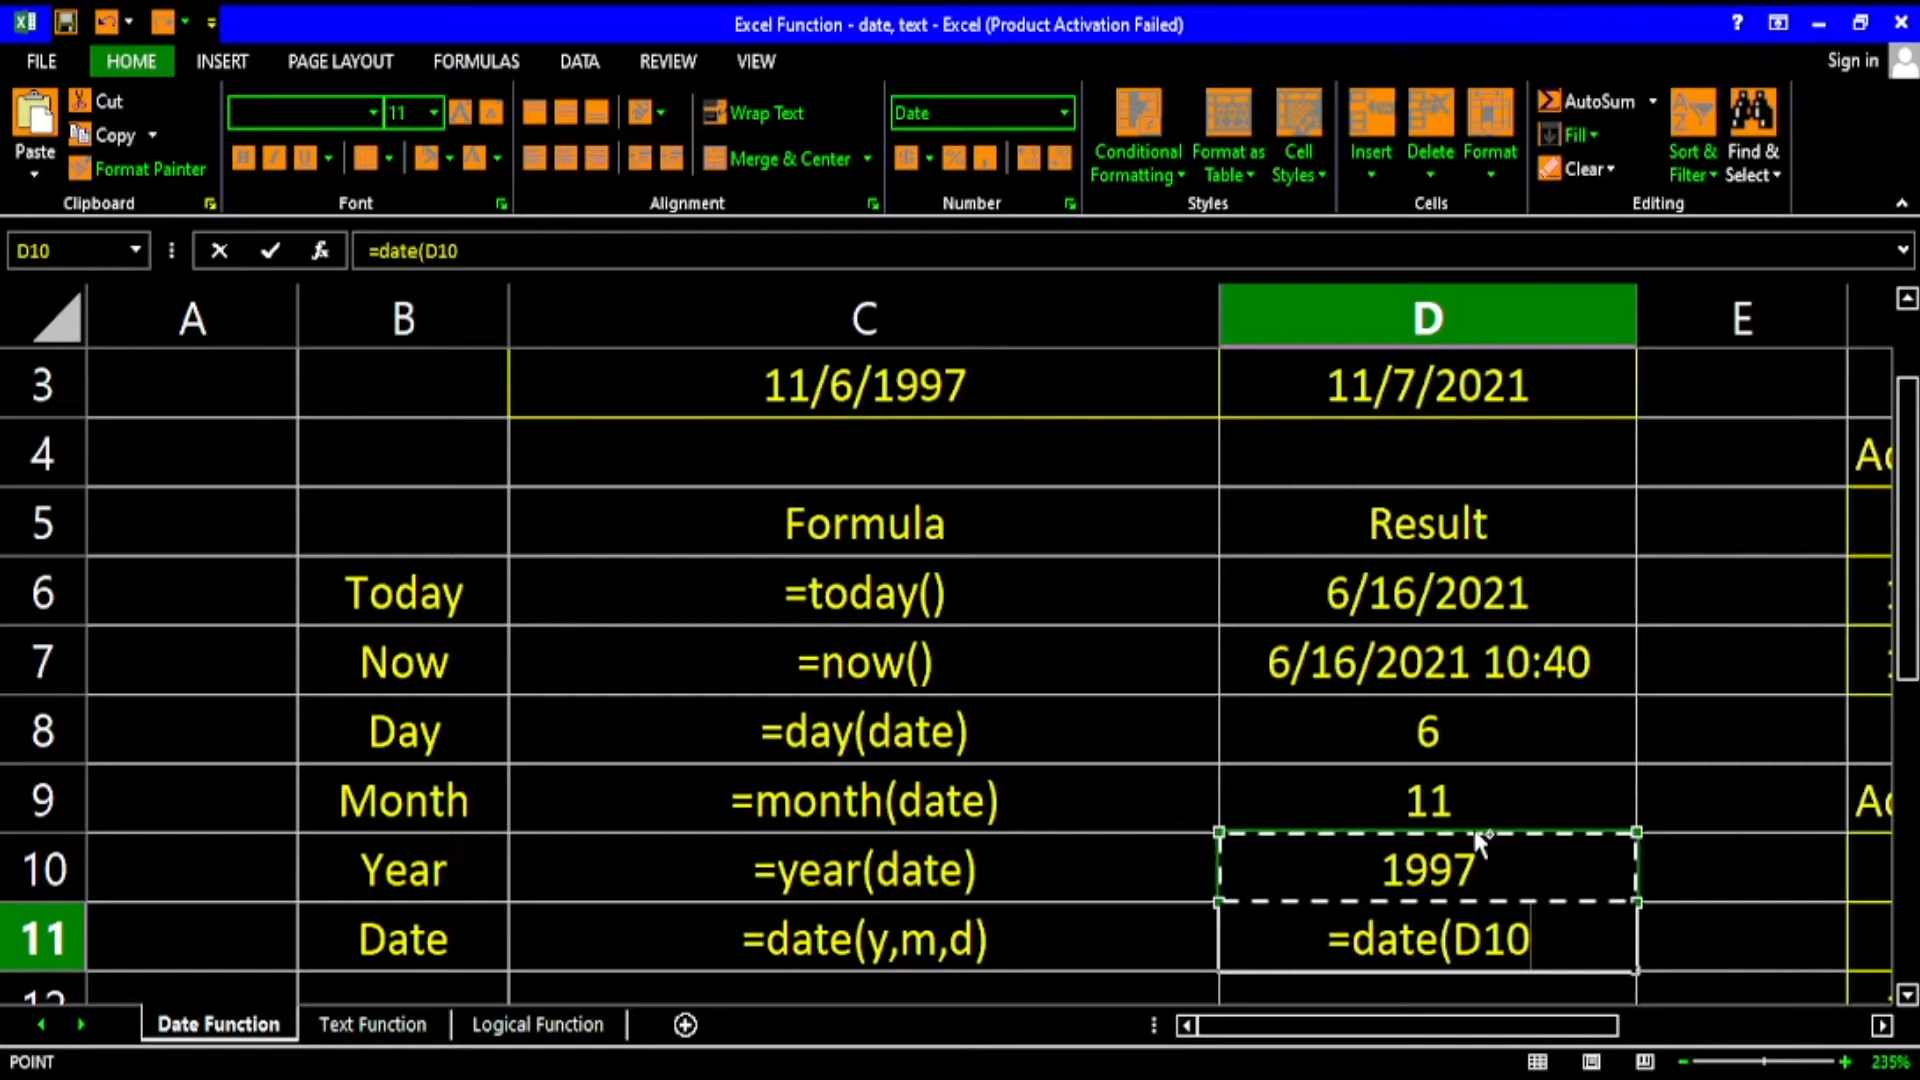 Excel Function - date, text - Excel (Product Activation Failed)
FILE HOME INSERT PAGE LAYOUT FORMULAS DATA REVIEW VIEW Sign in
Paste
Cut
Copy
Format Painter
Clipboard
11
Font
Wrap Text
Merge & Center
Alignment
Date
Number
Conditional Formatting
Format as Table
Cell Styles
Styles
Insert
Delete
Format
Cells
AutoSum
Fill
Clear
Sort & Filter
Find & Select
Editing
D10 =date(D10
A B C D E
3 11/6/1997 11/7/2021
4
5 Formula Result
6 Today =today() 6/16/2021
7 Now =now() 6/16/2021 10:40
8 Day =day(date) 6
9 Month =month(date) 11
10 Year =year(date) 1997
11 Date =date(y,m,d) =date(D10
12
Date Function Text Function Logical Function
POINT 235%